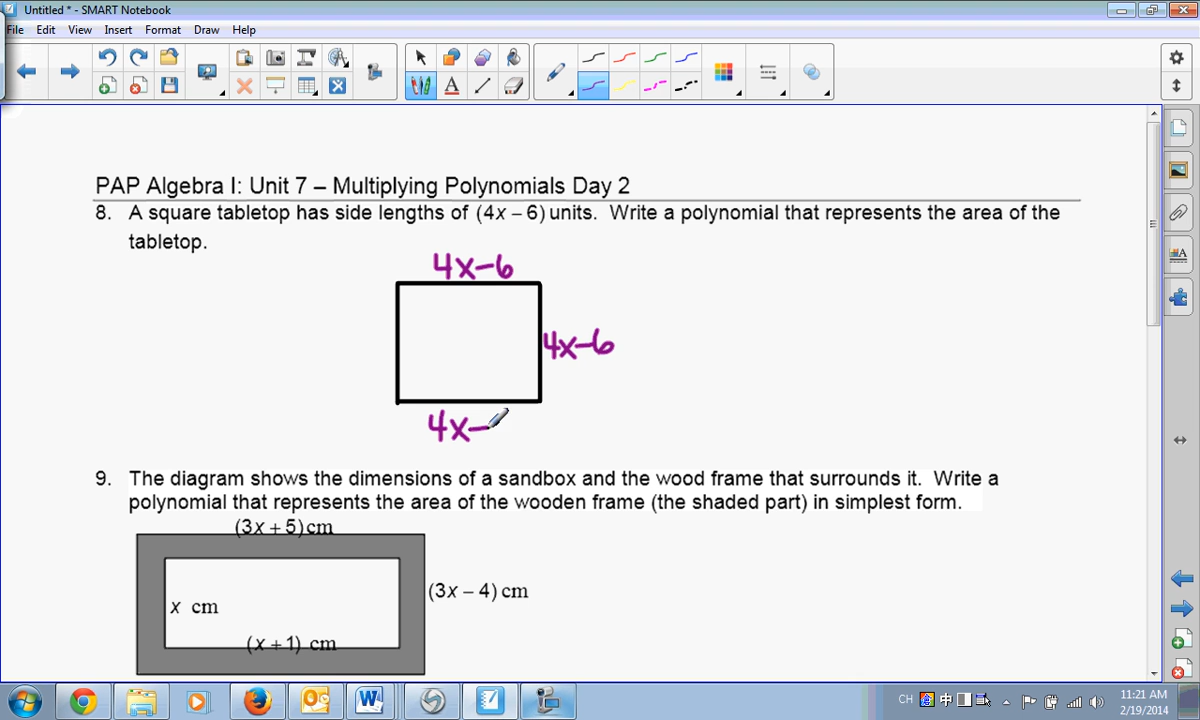 Untitled * - SMART Notebook
File Edit View Insert Format Draw Help
PAP Algebra I: Unit 7 – Multiplying Polynomials Day 2
8. A square tabletop has side lengths of (4x – 6) units. Write a polynomial that represents the area of the
tabletop.
4x-6
4x-6
4x-
9. The diagram shows the dimensions of a sandbox and the wood frame that surrounds it. Write a
polynomial that represents the area of the wooden frame (the shaded part) in simplest form.
(3x + 5) cm
(3x – 4) cm
x cm
(x + 1) cm
CH 中
11:21 AM
2/19/2014